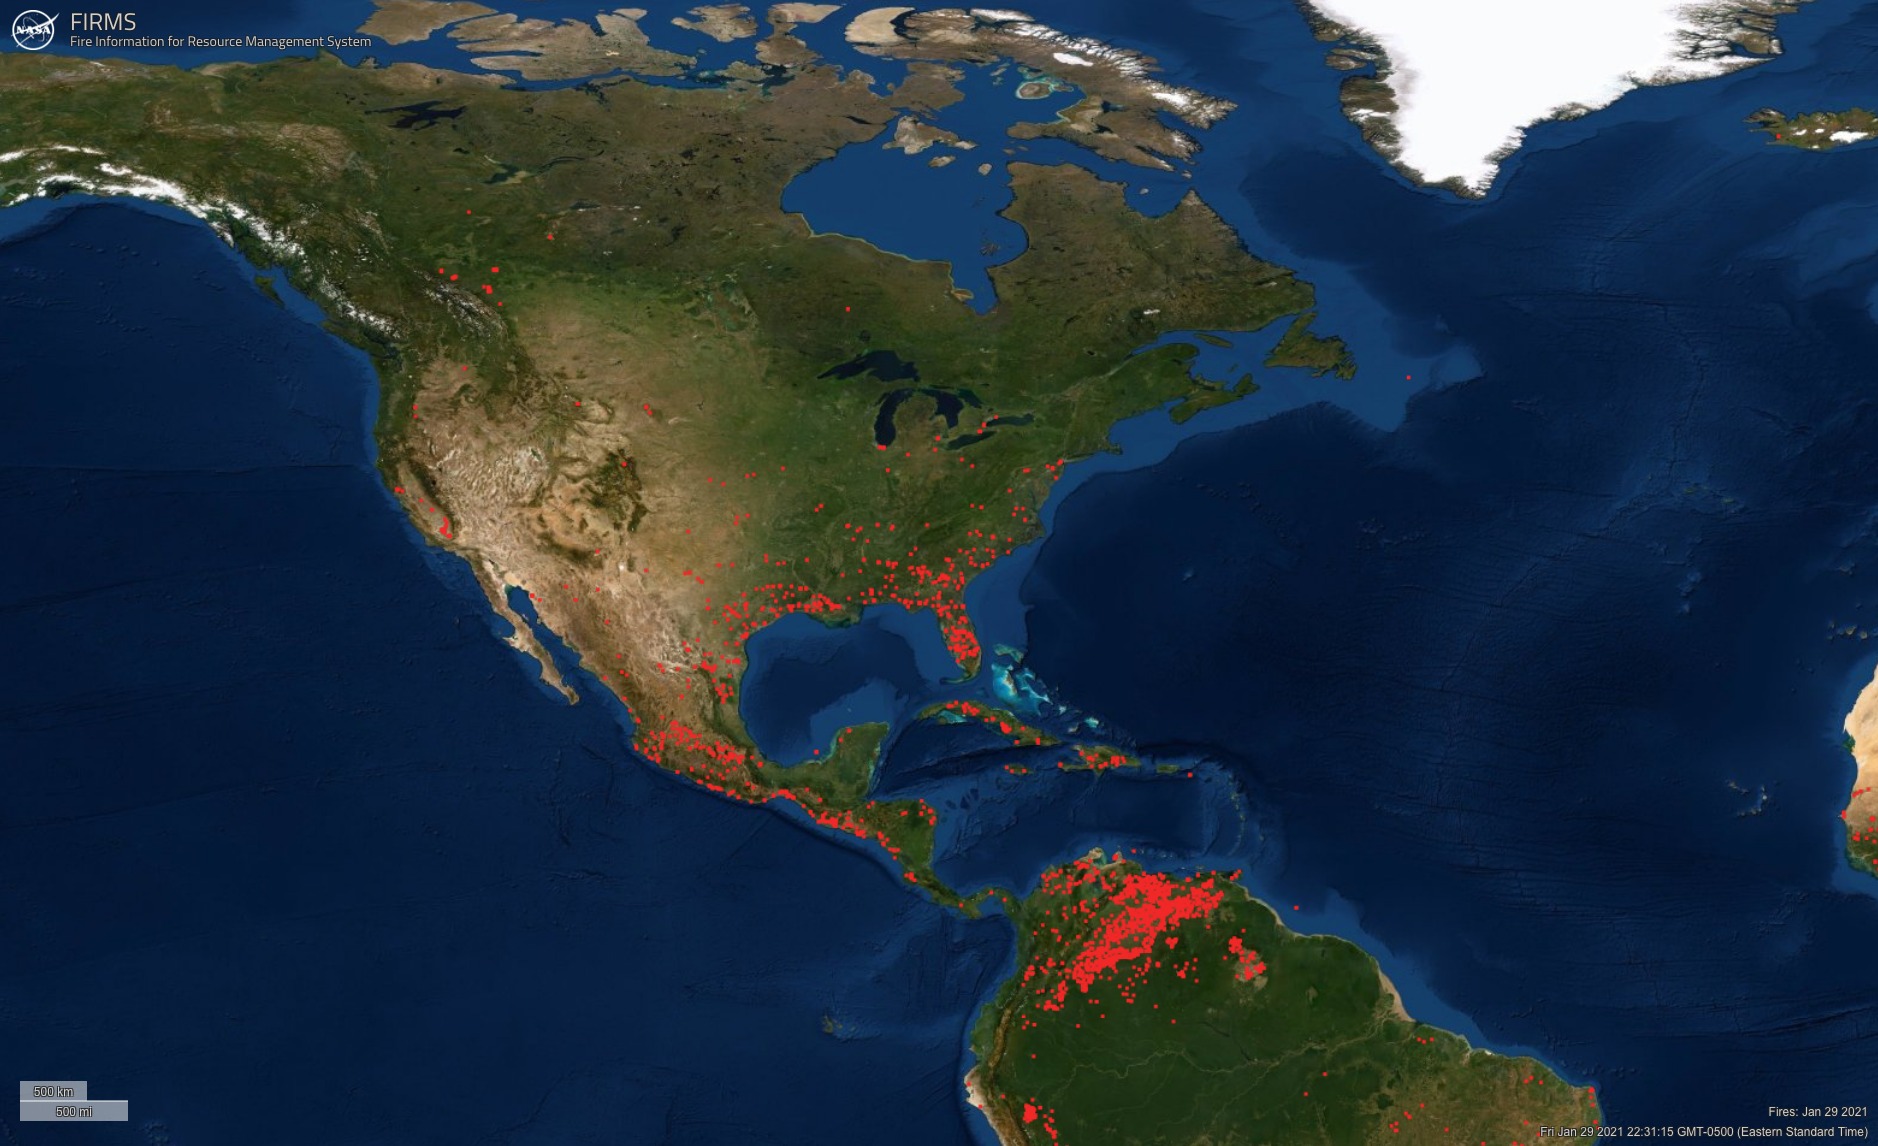 NASA
FIRMS
Fire Information for Resource Management System
500 km
500 mi
Fires: Jan 29 2021
Fri Jan 29 2021 22:31:15 GMT-0500 (Eastern Standard Time)